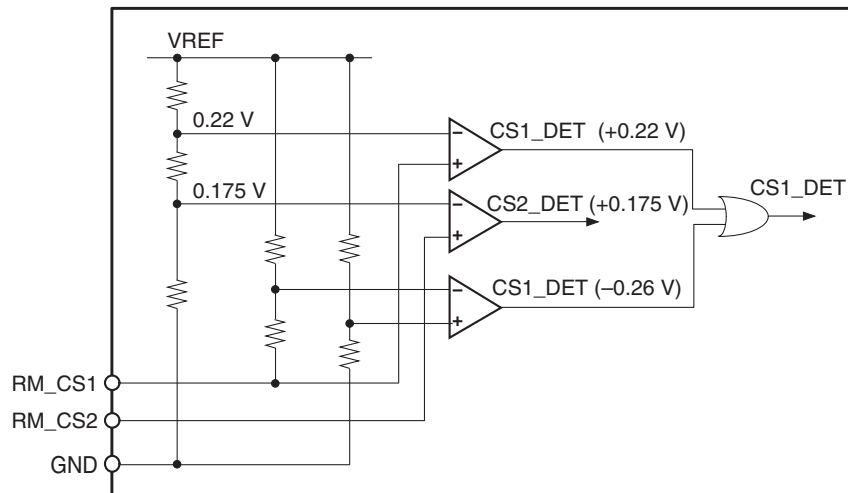 VREF
0.22 V
CS1_DET (+0.22 V)
0.175 V
CS1_DET
CS2_DET (+0.175 V)
CS1_DET (–0.26 V)
RM_CS1
RM_CS2
GND